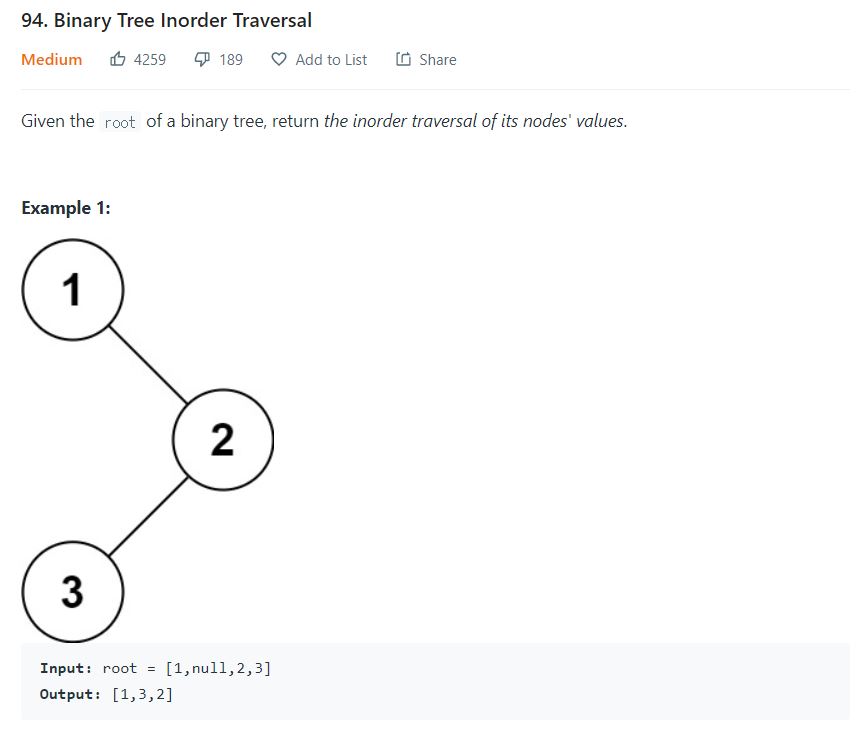 94. Binary Tree Inorder Traversal
Medium 4259 189 Add to List Share
Given the root of a binary tree, return the inorder traversal of its nodes' values.
Example 1:
1
2
3
Input: root = [1,null,2,3]
Output: [1,3,2]